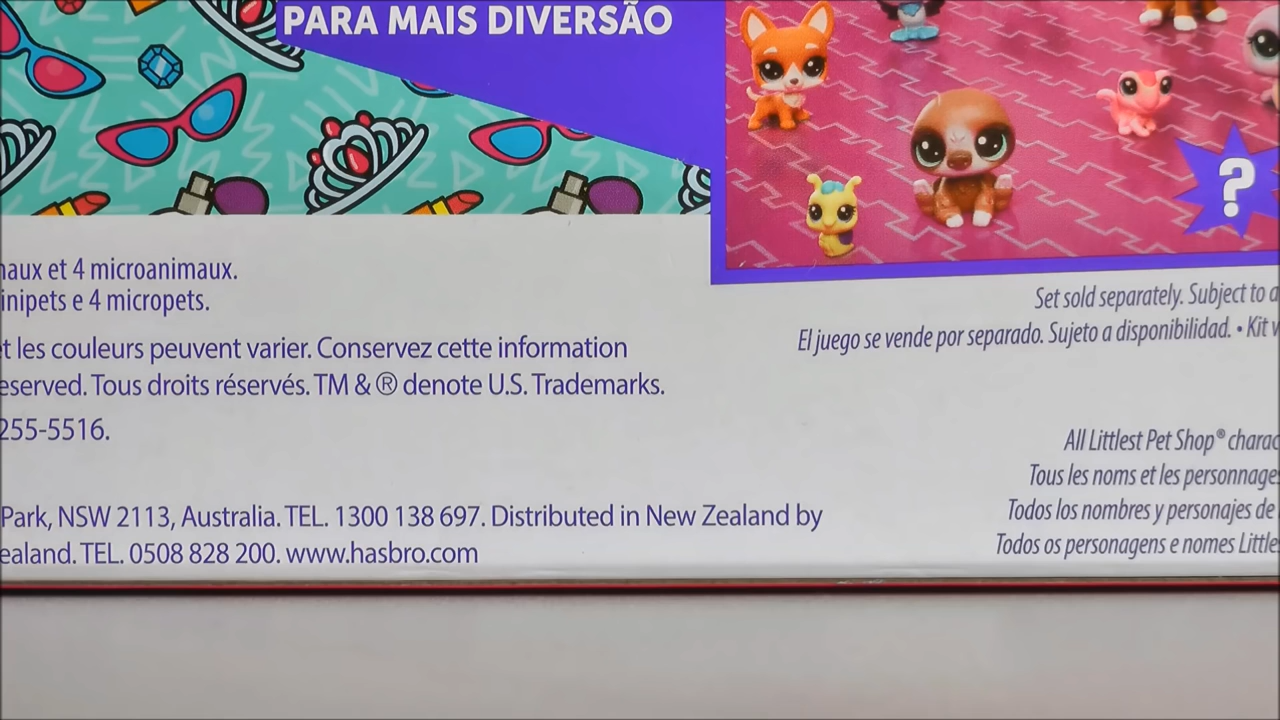 PARA MAIS DIVERSÃO
?
aux et 4 microanimaux.
inipets e 4 micropets.
t les couleurs peuvent varier. Conservez cette information
eserved. Tous droits réservés. TM & ® denote U.S. Trademarks.
255-5516.
Park, NSW 2113, Australia. TEL. 1300 138 697. Distributed in New Zealand by
ealand. TEL. 0508 828 200. www.hasbro.com
Set sold separately. Subject to a
El juego se vende por separado. Sujeto a disponibilidad. • Kit v
All Littlest Pet Shop® charac
Tous les noms et les personnage
Todos los nombres y personajes de
Todos os personagens e nomes Little